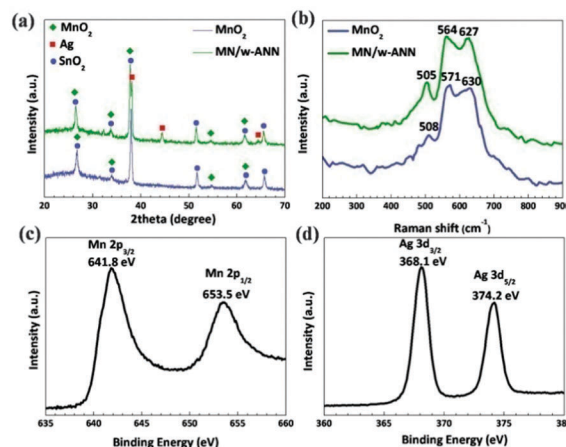 (a)
MnO2
Ag
SnO2
MnO2
MN/w-ANN
Intensity (a.u.)
20 30 40 50 60 70
2theta (degree)
(b)
MnO2
MN/w-ANN
564 627
505
571 630
508
Intensity (a.u.)
200 300 400 500 600 700 800 900
Raman shift (cm-1)
(c)
Mn 2p3/2
641.8 eV
Mn 2p1/2
653.5 eV
Intensity (a.u.)
635 640 645 650 655 660
Binding Energy (eV)
(d)
Ag 3d3/2
368.1 eV
Ag 3d5/2
374.2 eV
Intensity (a.u.)
360 365 370 375
Binding Energy (eV)